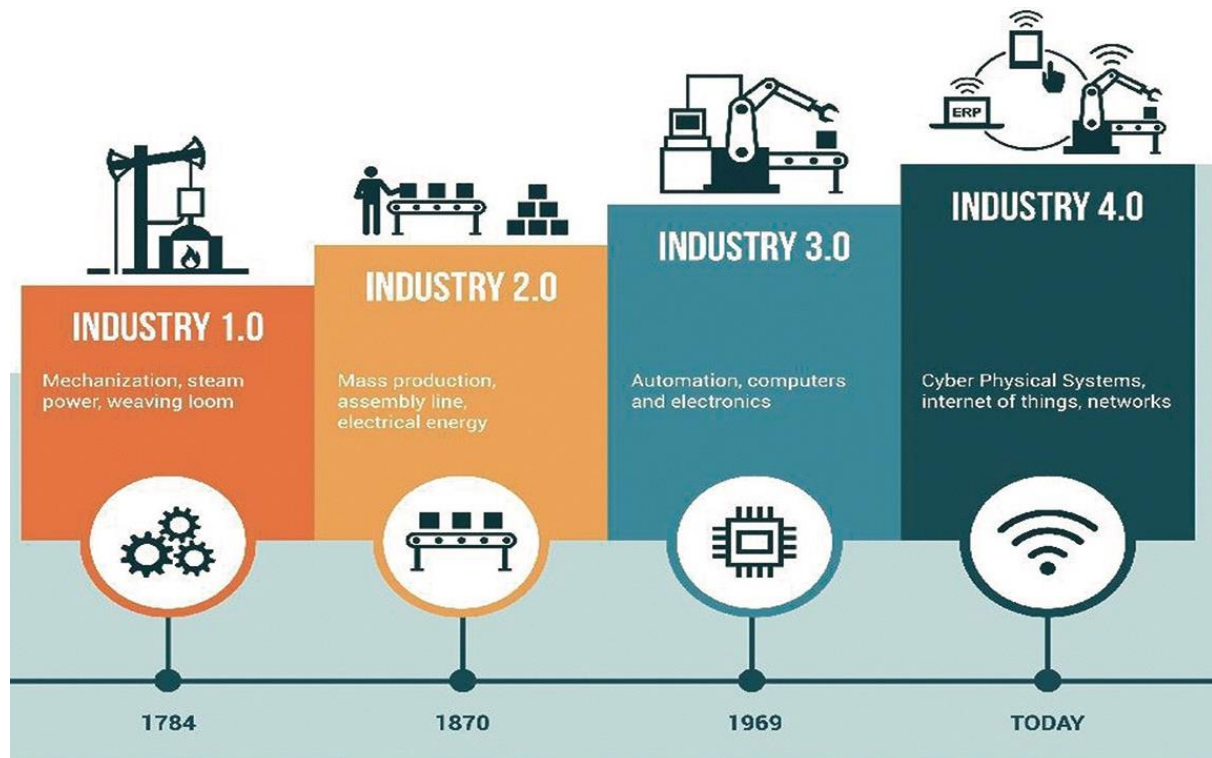 ERP
INDUSTRY 1.0
Mechanization, steam
power, weaving loom
INDUSTRY 2.0
Mass production,
assembly line,
electrical energy
INDUSTRY 3.0
Automation, computers
and electronics
INDUSTRY 4.0
Cyber Physical Systems,
internet of things, networks
1784
1870
1969
TODAY